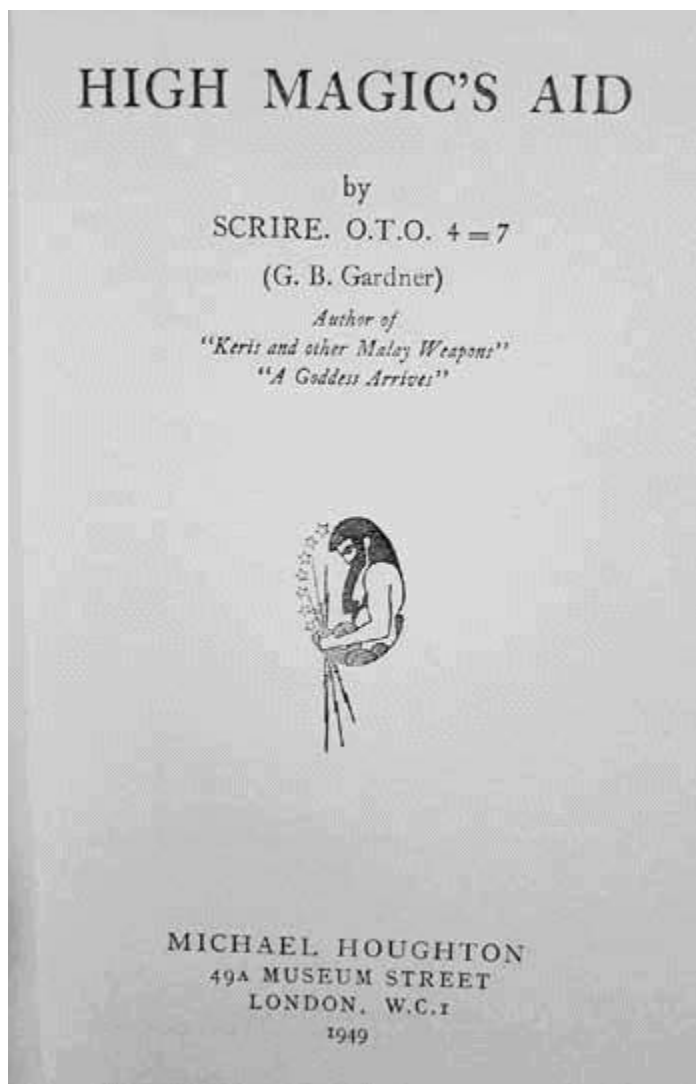 HIGH MAGIC'S AID
by
SCRIRE. O.T.O. 4 = 7
(G. B. Gardner)
Author of
"Keris and other Malay Weapons"
"A Goddess Arrives"
MICHAEL HOUGHTON
49A MUSEUM STREET
LONDON, W.C.1
1949